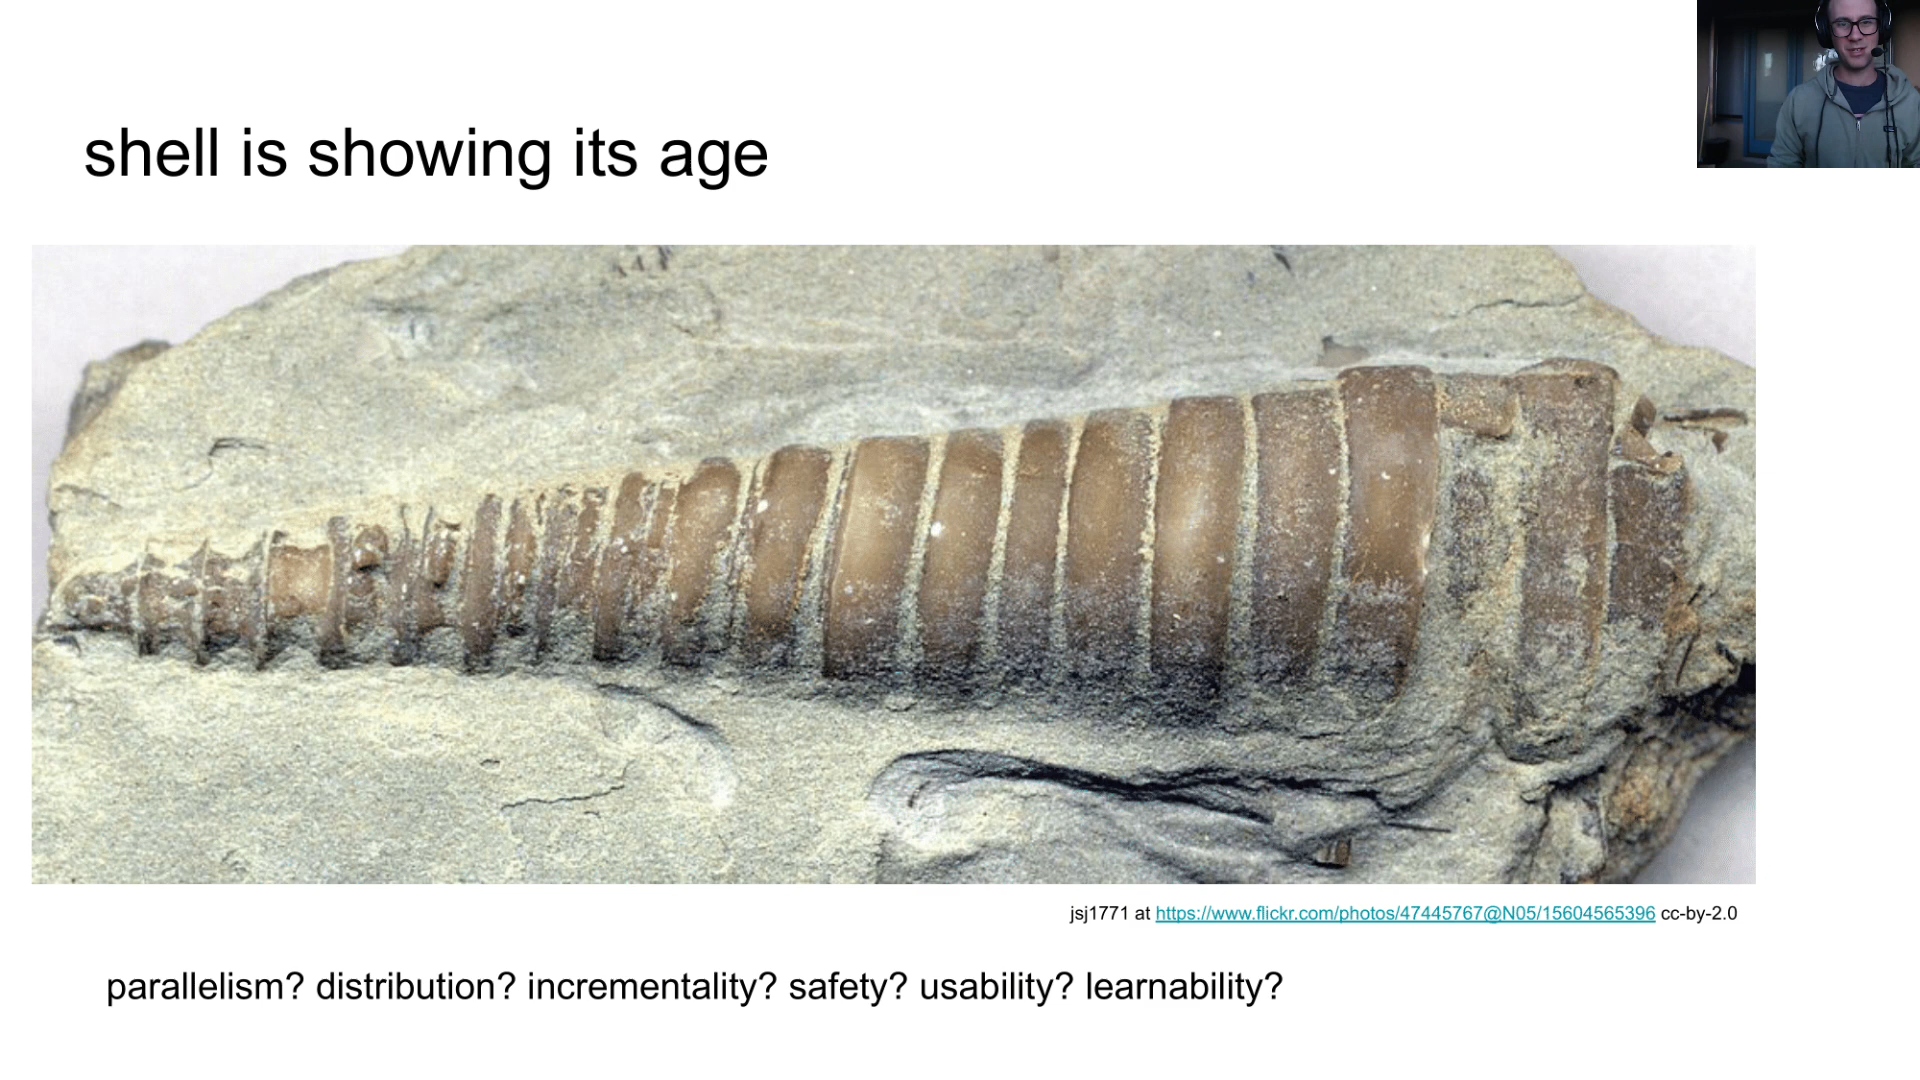 shell is showing its age
jsj1771 at https://www.flickr.com/photos/47445767@N05/15604565396 cc-by-2.0
parallelism? distribution? incrementality? safety? usability? learnability?